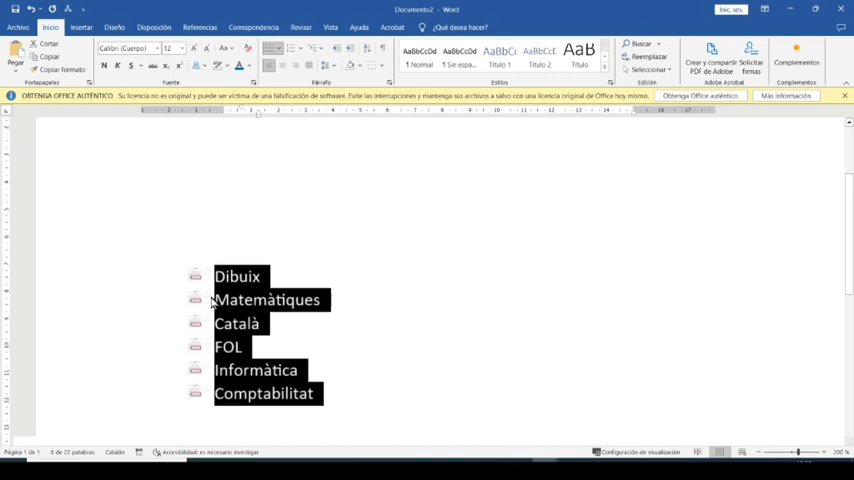 Documento2 - Word
Inic. ses.
Archivo Inicio Insertar Diseño Disposición Referencias Correspondencia Revisar Vista Ayuda Acrobat ¿Qué desea hacer?
Pegar
Cortar
Copiar
Copiar formato
Portapapeles
Calibri (Cuerpo) 12
Aa
N K S abc x₂ x²
Fuente
Párrafo
AaBbCcDd AaBbCcDd AaBbC AaBbCc AaB
¶ Normal ¶ Sin espa... Título 1 Título 2 Título
Estilos
Buscar
Reemplazar
Seleccionar
Edición
Crear y compartir PDF de Adobe
Solicitar firmas
Adobe Acrobat
Complementos
Complementos
OBTENGA OFFICE AUTÉNTICO Su licencia no es original y puede ser víctima de una falsificación de software. Evite las interrupciones y mantenga sus archivos a salvo con una licencia original de Office hoy mismo. Obtenga Office auténtico Más información
Dibuix
Matemàtiques
Català
FOL
Informàtica
Comptabilitat
Página 1 de 1 6 de 22 palabras Catalán Accesibilidad: es necesario investigar Configuración de visualización 200 %